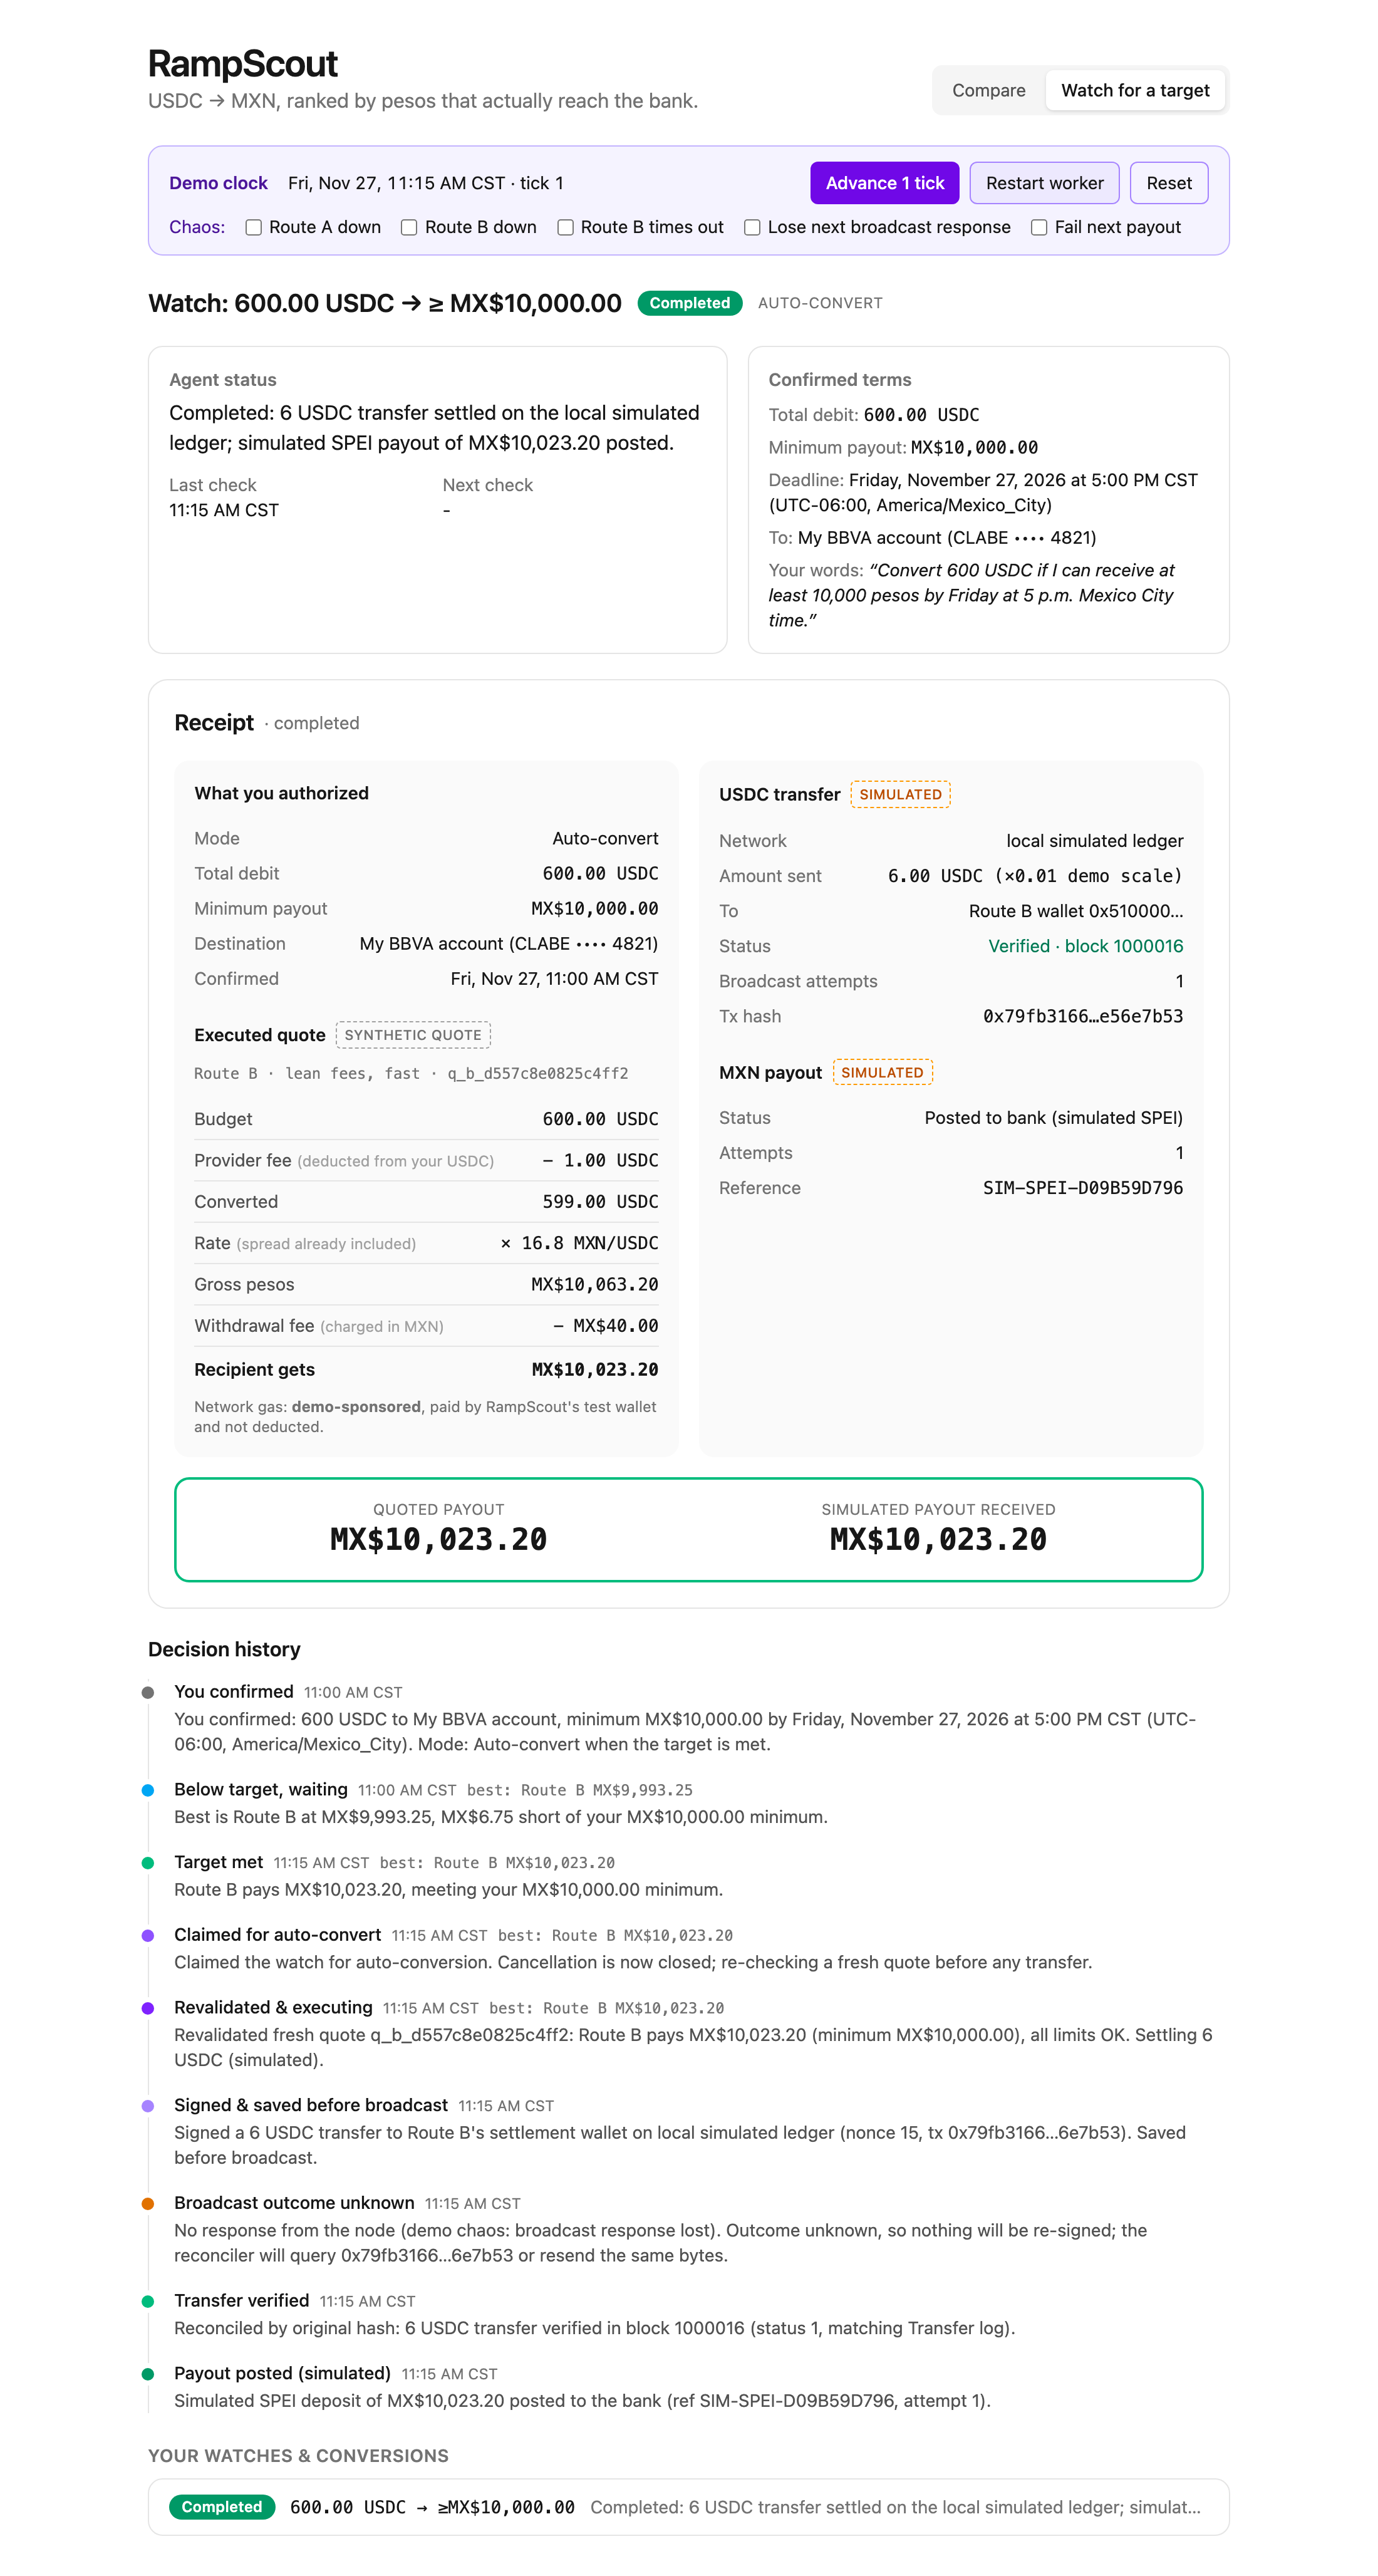 RampScout
USDC → MXN, ranked by pesos that actually reach the bank.
Compare
Watch for a target
Demo clock Fri, Nov 27, 11:15 AM CST · tick 1
Advance 1 tick
Restart worker
Reset
Chaos: Route A down Route B down Route B times out Lose next broadcast response Fail next payout
Watch: 600.00 USDC → ≥ MX$10,000.00 Completed AUTO-CONVERT
Agent status
Completed: 6 USDC transfer settled on the local simulated
ledger; simulated SPEI payout of MX$10,023.20 posted.
Last check Next check
11:15 AM CST -
Confirmed terms
Total debit: 600.00 USDC
Minimum payout: MX$10,000.00
Deadline: Friday, November 27, 2026 at 5:00 PM CST
(UTC-06:00, America/Mexico_City)
To: My BBVA account (CLABE •••• 4821)
Your words: “Convert 600 USDC if I can receive at
least 10,000 pesos by Friday at 5 p.m. Mexico City
time.”
Receipt · completed
What you authorized
Mode Auto-convert
Total debit 600.00 USDC
Minimum payout MX$10,000.00
Destination My BBVA account (CLABE •••• 4821)
Confirmed Fri, Nov 27, 11:00 AM CST
Executed quote SYNTHETIC QUOTE
Route B · lean fees, fast · q_b_d557c8e0825c4ff2
Budget 600.00 USDC
Provider fee (deducted from your USDC) − 1.00 USDC
Converted 599.00 USDC
Rate (spread already included) × 16.8 MXN/USDC
Gross pesos MX$10,063.20
Withdrawal fee (charged in MXN) − MX$40.00
Recipient gets MX$10,023.20
Network gas: demo-sponsored, paid by RampScout's test wallet
and not deducted.
USDC transfer SIMULATED
Network local simulated ledger
Amount sent 6.00 USDC (×0.01 demo scale)
To Route B wallet 0x510000…
Status Verified · block 1000016
Broadcast attempts 1
Tx hash 0x79fb3166…e56e7b53
MXN payout SIMULATED
Status Posted to bank (simulated SPEI)
Attempts 1
Reference SIM-SPEI-D09B59D796
QUOTED PAYOUT
MX$10,023.20
SIMULATED PAYOUT RECEIVED
MX$10,023.20
Decision history
You confirmed 11:00 AM CST
You confirmed: 600 USDC to My BBVA account, minimum MX$10,000.00 by Friday, November 27, 2026 at 5:00 PM CST (UTC-
06:00, America/Mexico_City). Mode: Auto-convert when the target is met.
Below target, waiting 11:00 AM CST best: Route B MX$9,993.25
Best is Route B at MX$9,993.25, MX$6.75 short of your MX$10,000.00 minimum.
Target met 11:15 AM CST best: Route B MX$10,023.20
Route B pays MX$10,023.20, meeting your MX$10,000.00 minimum.
Claimed for auto-convert 11:15 AM CST best: Route B MX$10,023.20
Claimed the watch for auto-conversion. Cancellation is now closed; re-checking a fresh quote before any transfer.
Revalidated & executing 11:15 AM CST best: Route B MX$10,023.20
Revalidated fresh quote q_b_d557c8e0825c4ff2: Route B pays MX$10,023.20 (minimum MX$10,000.00), all limits OK. Settling 6
USDC (simulated).
Signed & saved before broadcast 11:15 AM CST
Signed a 6 USDC transfer to Route B's settlement wallet on local simulated ledger (nonce 15, tx 0x79fb3166…6e7b53). Saved
before broadcast.
Broadcast outcome unknown 11:15 AM CST
No response from the node (demo chaos: broadcast response lost). Outcome unknown, so nothing will be re-signed; the
reconciler will query 0x79fb3166…6e7b53 or resend the same bytes.
Transfer verified 11:15 AM CST
Reconciled by original hash: 6 USDC transfer verified in block 1000016 (status 1, matching Transfer log).
Payout posted (simulated) 11:15 AM CST
Simulated SPEI deposit of MX$10,023.20 posted to the bank (ref SIM-SPEI-D09B59D796, attempt 1).
YOUR WATCHES & CONVERSIONS
Completed 600.00 USDC → ≥MX$10,000.00 Completed: 6 USDC transfer settled on the local simulated ledger; simulat…